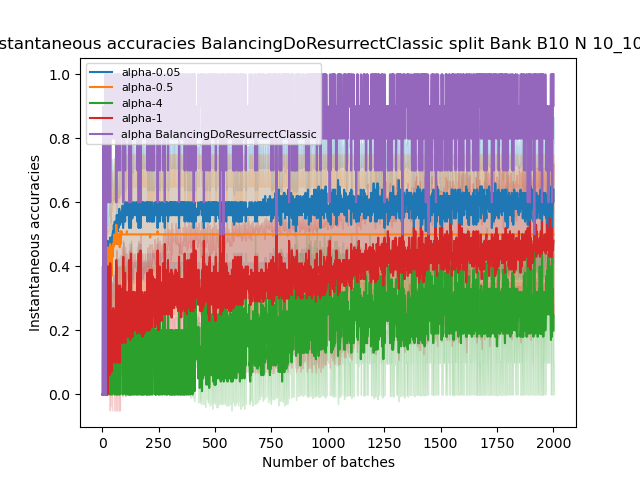 stantaneous accuracies BalancingDoResurrectClassic split Bank B10 N 10_10
alpha-0.05
alpha-0.5
alpha-4
alpha-1
alpha BalancingDoResurrectClassic
1.0
0.8
0.6
0.4
0.2
0.0
Instantaneous accuracies
0 250 500 750 1000 1250 1500 1750 2000
Number of batches